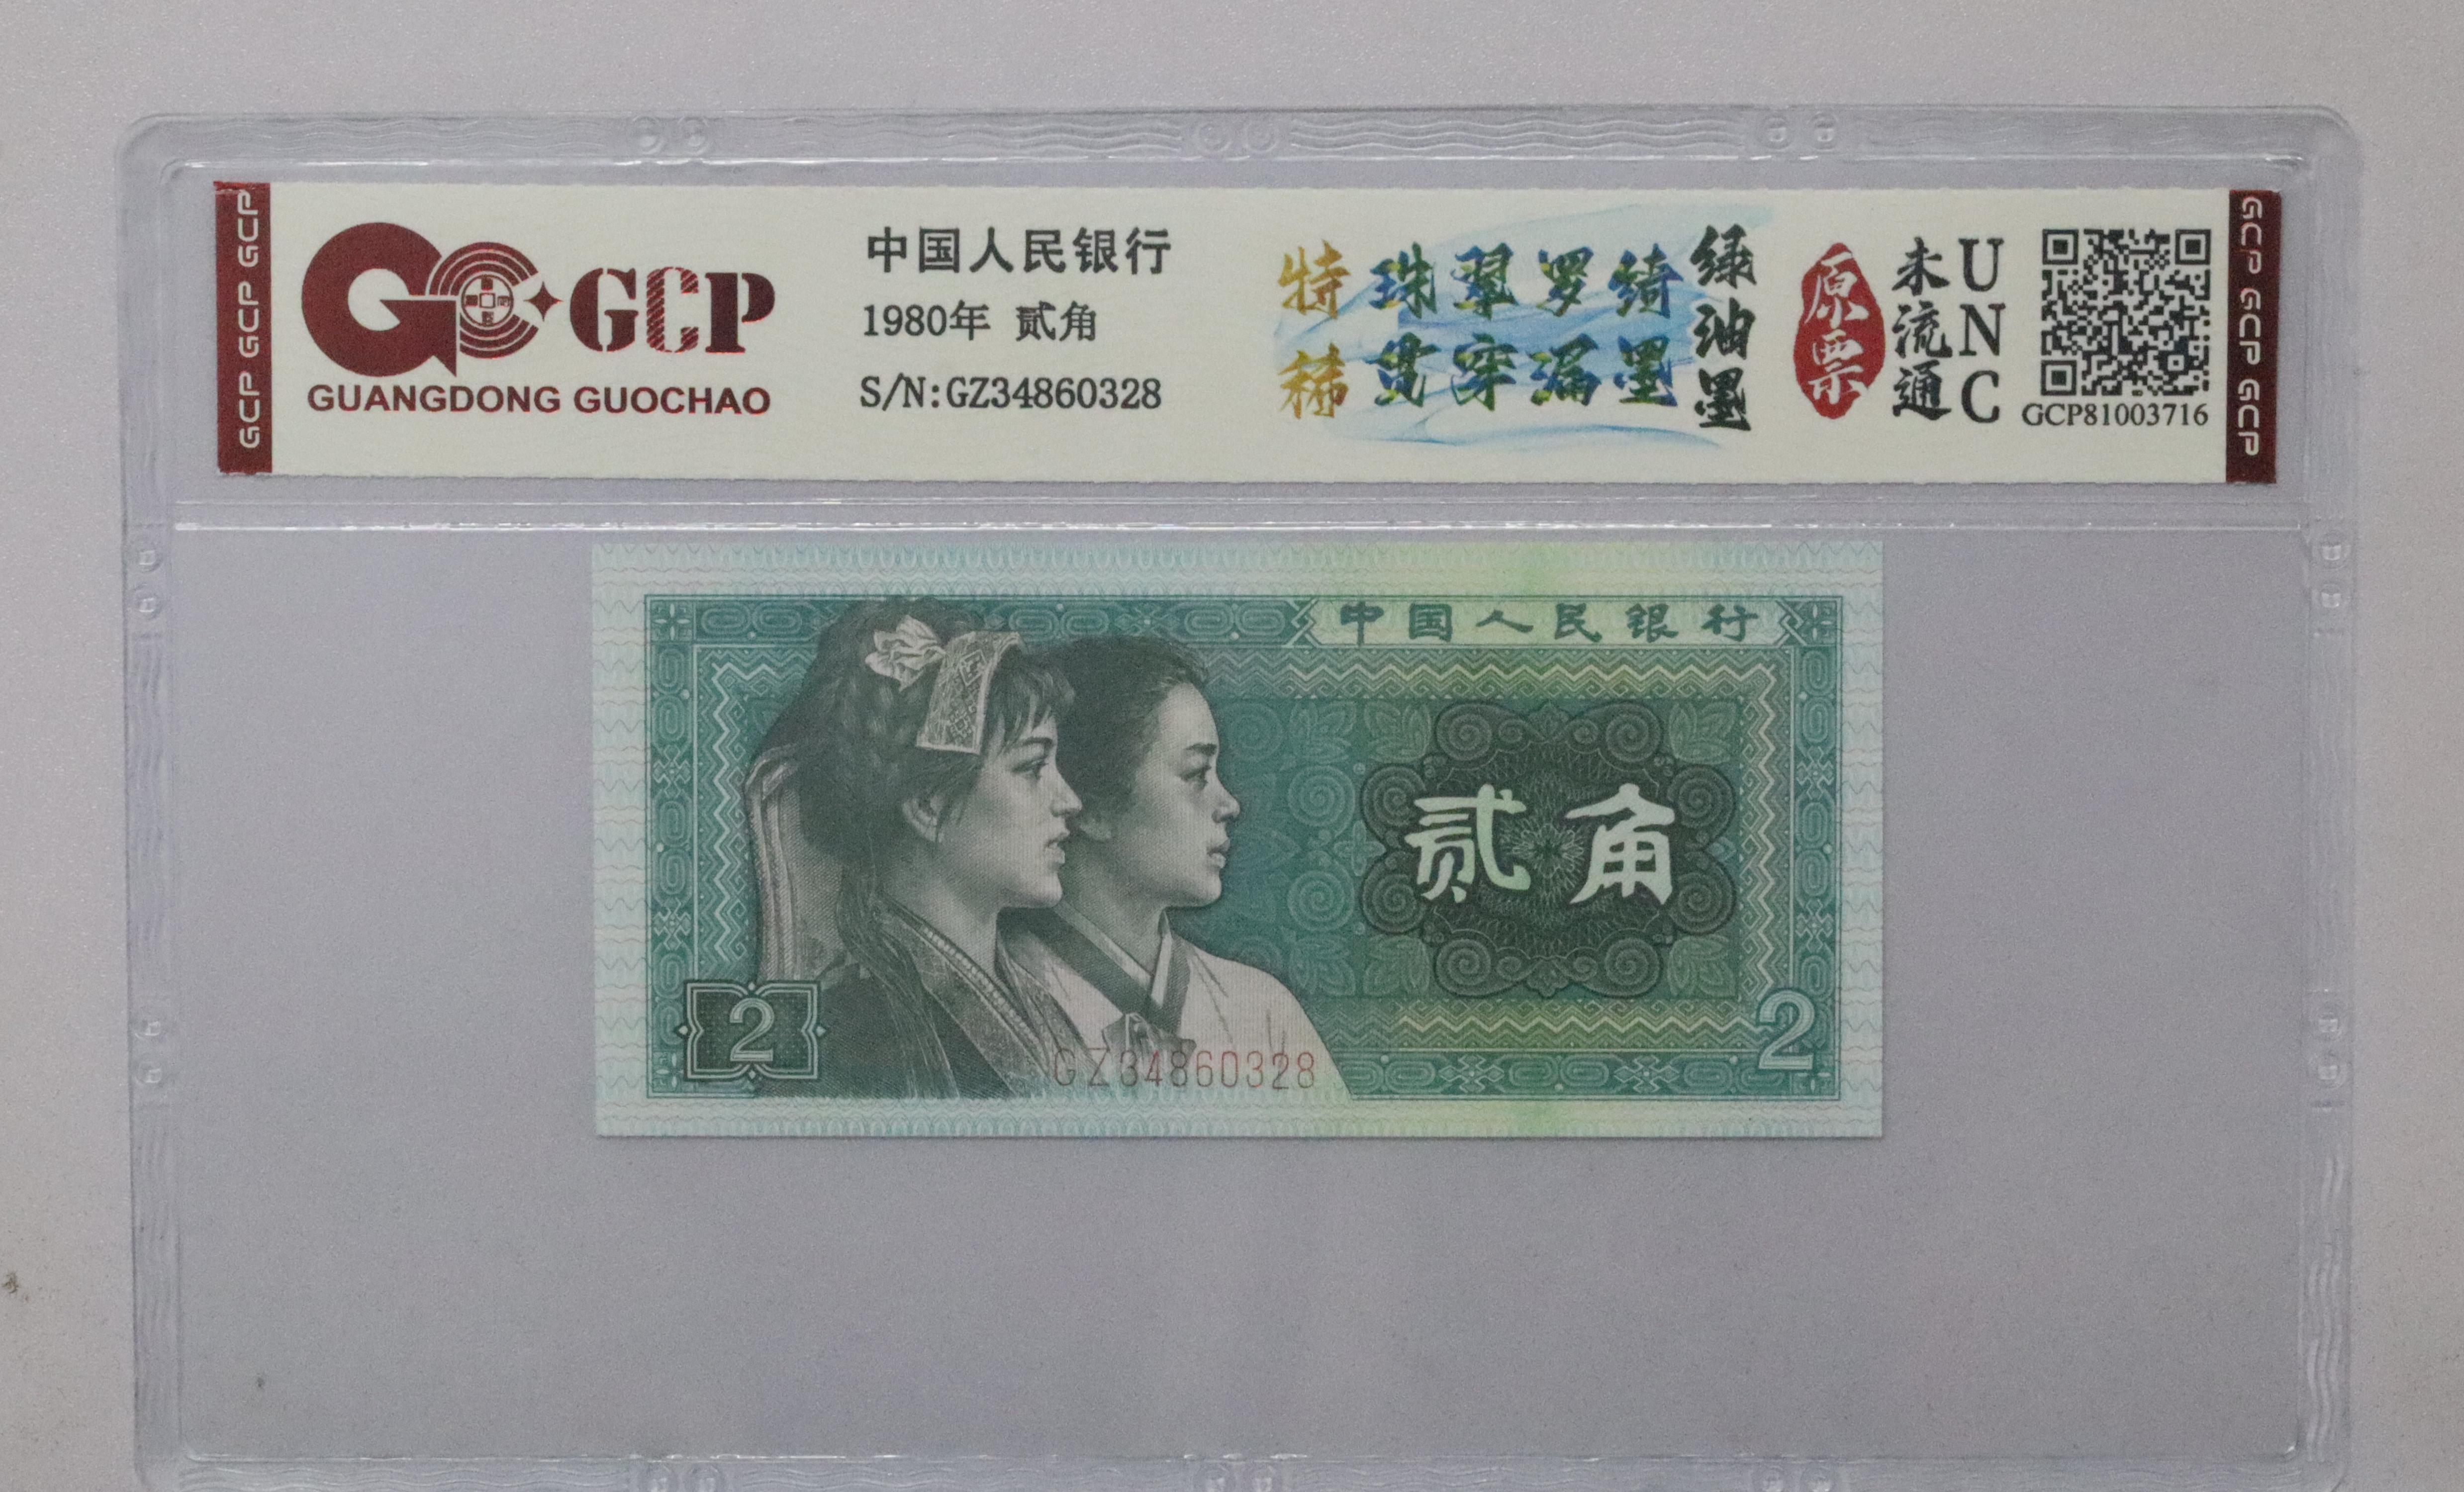 GCP GCP GCP
GCP
GUANGDONG GUOCHAO
中国人民银行
1980年 贰角
S/N:GZ34860328
特稀
珠翠罗绮
贯穿漏墨
绿油墨
原票
未流通
UNC
GCP81003716
GCP GCP GCP
中国人民银行
贰角
2
2
GZ34860328